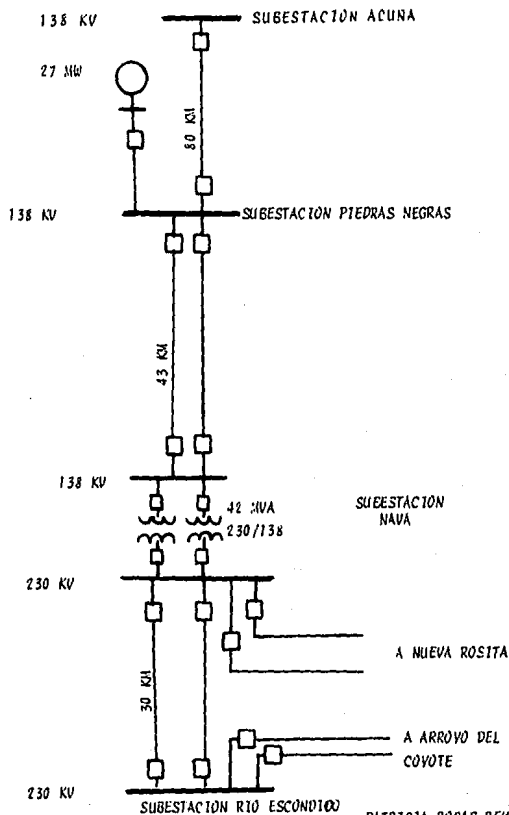 138 KV
SUBESTACION ACUÑA
27 MW
80 KM
138 KV
SUBESTACION PIEDRAS NEGRAS
43 KM
138 KV
42 MVA
230/138
SUBESTACION
NAVA
230 KV
A NUEVA ROSITA
30 KM
A ARROYO DEL
COYOTE
230 KV
SUBESTACION RIO ESCONDIDO